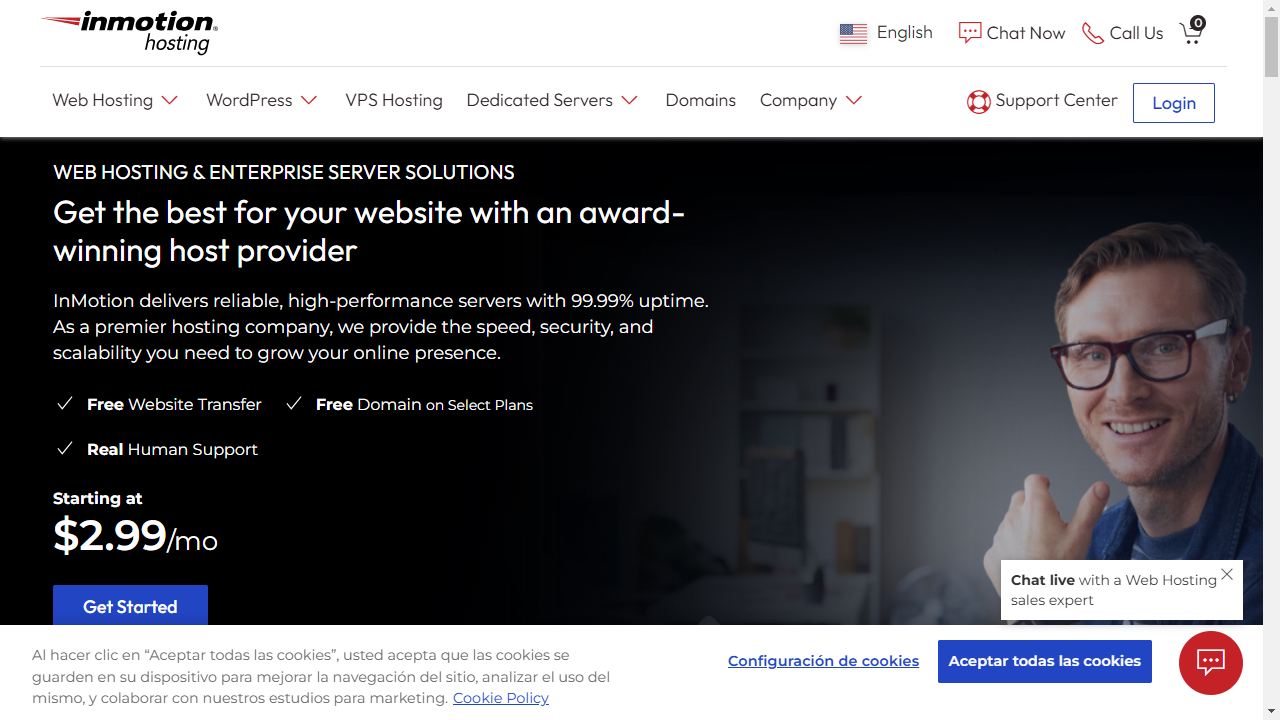 inmotion
hosting
English
Chat Now
Call Us
0
Web Hosting
WordPress
VPS Hosting
Dedicated Servers
Domains
Company
Support Center
Login
WEB HOSTING & ENTERPRISE SERVER SOLUTIONS
Get the best for your website with an award-
winning host provider
InMotion delivers reliable, high-performance servers with 99.99% uptime.
As a premier hosting company, we provide the speed, security, and
scalability you need to grow your online presence.
Free Website Transfer
Free Domain on Select Plans
Real Human Support
Starting at
$2.99/mo
Get Started
Chat live with a Web Hosting
sales expert
Al hacer clic en “Aceptar todas las cookies”, usted acepta que las cookies se
guarden en su dispositivo para mejorar la navegación del sitio, analizar el uso del
mismo, y colaborar con nuestros estudios para marketing. Cookie Policy
Configuración de cookies
Aceptar todas las cookies